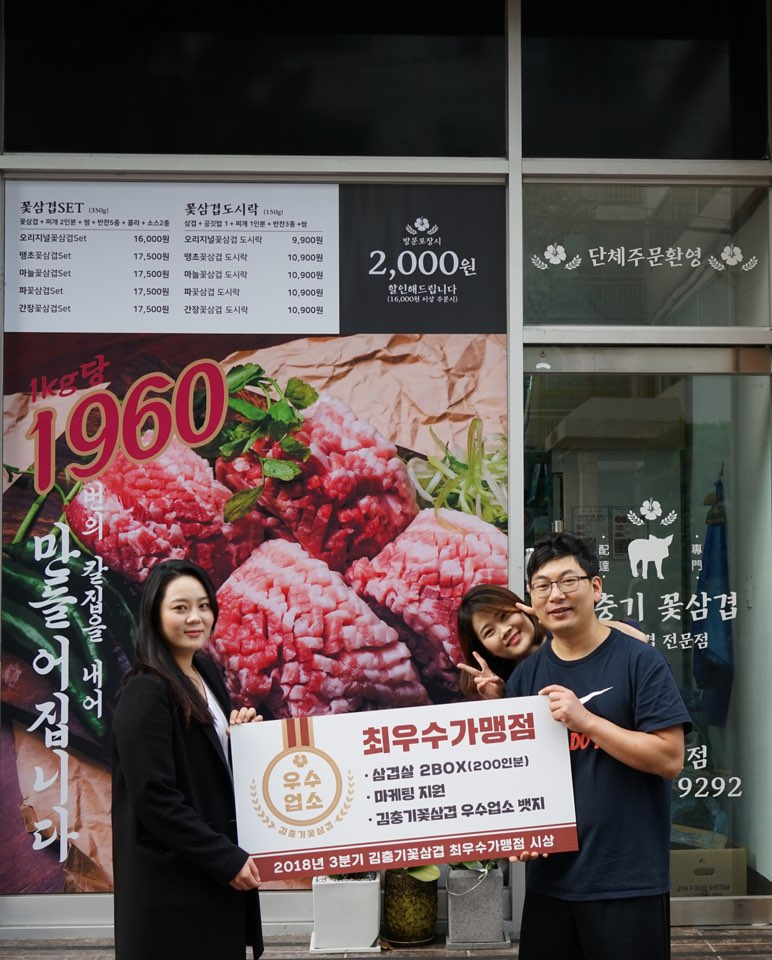 꽃삼겹SET (350g)
꽃삼겹 + 찌개 2인분 + 쌈 + 반찬5종 + 콜라 + 소스2종
오리지널꽃삼겹Set 16,000원
땡초꽃삼겹Set 17,500원
마늘꽃삼겹Set 17,500원
파꽃삼겹Set 17,500원
간장꽃삼겹Set 17,500원
꽃삼겹도시락 (150g)
삼겹 + 공깃밥 1 + 찌개 1인분 + 반찬3종 +쌈
오리지널꽃삼겹 도시락 9,900원
땡초꽃삼겹 도시락 10,900원
마늘꽃삼겹 도시락 10,900원
파꽃삼겹 도시락 10,900원
간장꽃삼겹 도시락 10,900원
방문포장시
2,000원
할인해드립니다
(16,000원 이상 주문시)
단체주문환영
1kg당
1960
번의 칼집을 내어
만들어집니다
配達
專門
충기 꽃삼겹
전문점
점
9292
우수
업소
김충기꽃삼겹
최우수가맹점
· 삼겹살 2BOX(200인분)
· 마케팅 지원
· 김충기꽃삼겹 우수업소 뱃지
2018년 3분기 김충기꽃삼겹 최우수가맹점 시상
JEN FOOD SYSTEM